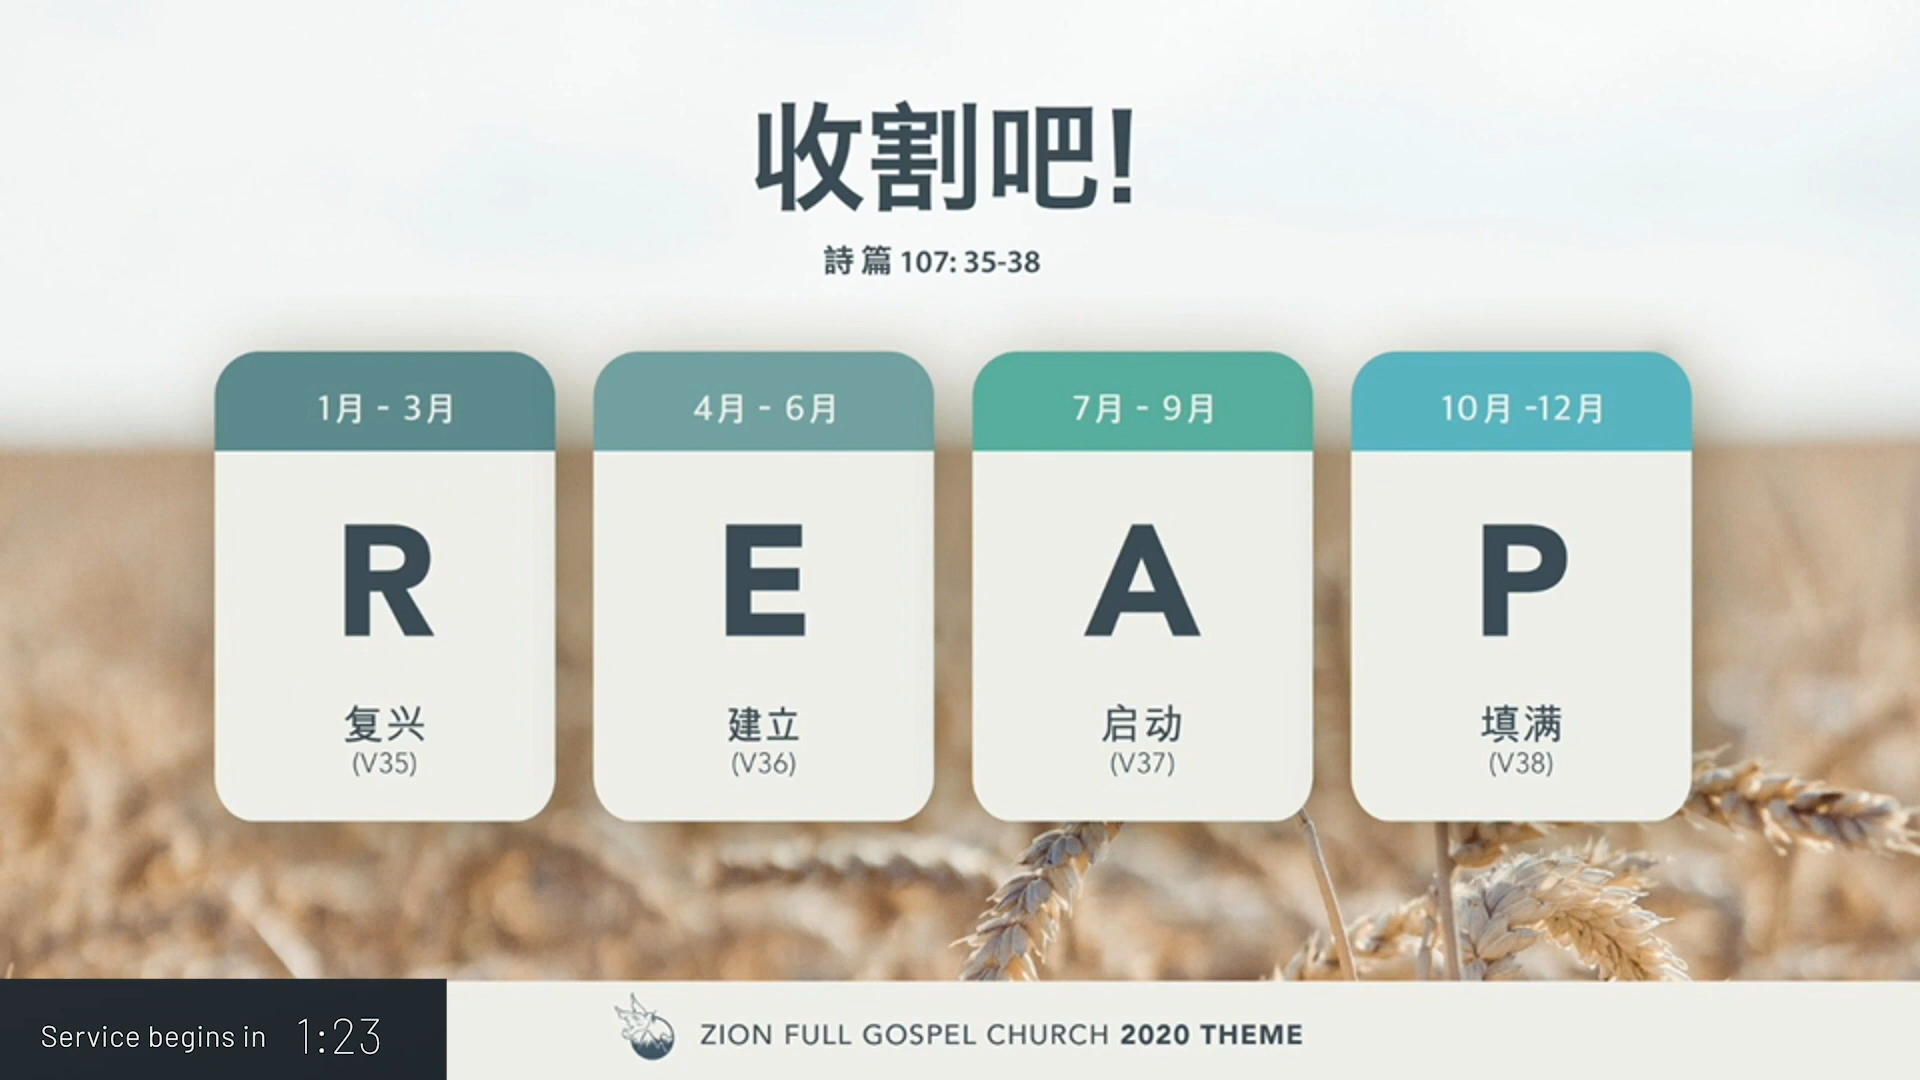 收割吧!
詩篇 107: 35-38
1月 - 3月
R
复兴
(V35)
4月 - 6月
E
建立
(V36)
7月 - 9月
A
启动
(V37)
10月 -12月
P
填满
(V38)
Service begins in 1:23
ZION FULL GOSPEL CHURCH 2020 THEME